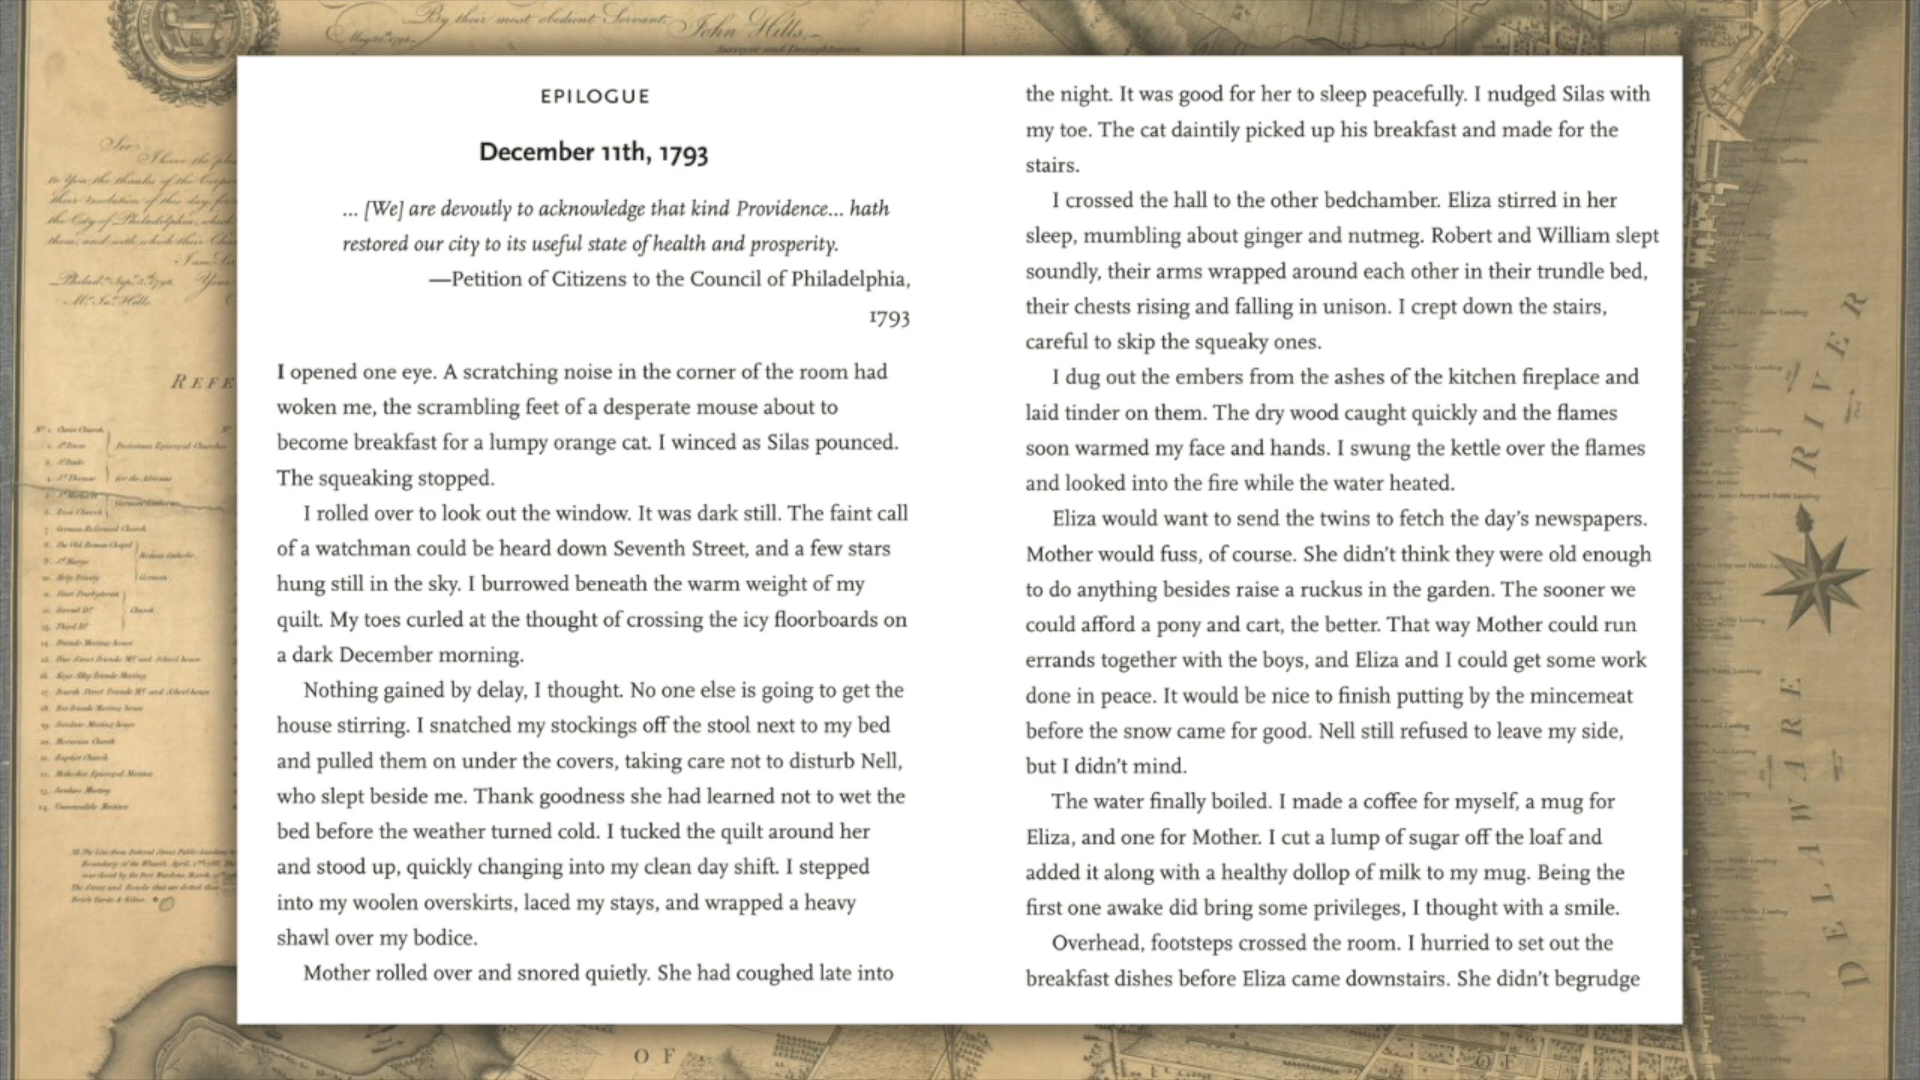 By their most obedient Servant,
John Hills,
Surveyor and Draughtsman
EPILOGUE
December 11th, 1793
... [We] are devoutly to acknowledge that kind Providence... hath
restored our city to its useful state of health and prosperity.
—Petition of Citizens to the Council of Philadelphia,
1793
I opened one eye. A scratching noise in the corner of the room had
woken me, the scrambling feet of a desperate mouse about to
become breakfast for a lumpy orange cat. I winced as Silas pounced.
The squeaking stopped.
I rolled over to look out the window. It was dark still. The faint call
of a watchman could be heard down Seventh Street, and a few stars
hung still in the sky. I burrowed beneath the warm weight of my
quilt. My toes curled at the thought of crossing the icy floorboards on
a dark December morning.
Nothing gained by delay, I thought. No one else is going to get the
house stirring. I snatched my stockings off the stool next to my bed
and pulled them on under the covers, taking care not to disturb Nell,
who slept beside me. Thank goodness she had learned not to wet the
bed before the weather turned cold. I tucked the quilt around her
and stood up, quickly changing into my clean day shift. I stepped
into my woolen overskirts, laced my stays, and wrapped a heavy
shawl over my bodice.
Mother rolled over and snored quietly. She had coughed late into
the night. It was good for her to sleep peacefully. I nudged Silas with
my toe. The cat daintily picked up his breakfast and made for the
stairs.
I crossed the hall to the other bedchamber. Eliza stirred in her
sleep, mumbling about ginger and nutmeg. Robert and William slept
soundly, their arms wrapped around each other in their trundle bed,
their chests rising and falling in unison. I crept down the stairs,
careful to skip the squeaky ones.
I dug out the embers from the ashes of the kitchen fireplace and
laid tinder on them. The dry wood caught quickly and the flames
soon warmed my face and hands. I swung the kettle over the flames
and looked into the fire while the water heated.
Eliza would want to send the twins to fetch the day's newspapers.
Mother would fuss, of course. She didn't think they were old enough
to do anything besides raise a ruckus in the garden. The sooner we
could afford a pony and cart, the better. That way Mother could run
errands together with the boys, and Eliza and I could get some work
done in peace. It would be nice to finish putting by the mincemeat
before the snow came for good. Nell still refused to leave my side,
but I didn't mind.
The water finally boiled. I made a coffee for myself, a mug for
Eliza, and one for Mother. I cut a lump of sugar off the loaf and
added it along with a healthy dollop of milk to my mug. Being the
first one awake did bring some privileges, I thought with a smile.
Overhead, footsteps crossed the room. I hurried to set out the
breakfast dishes before Eliza came downstairs. She didn't begrudge
REFE
DELAWARE RIVER
OF
OF